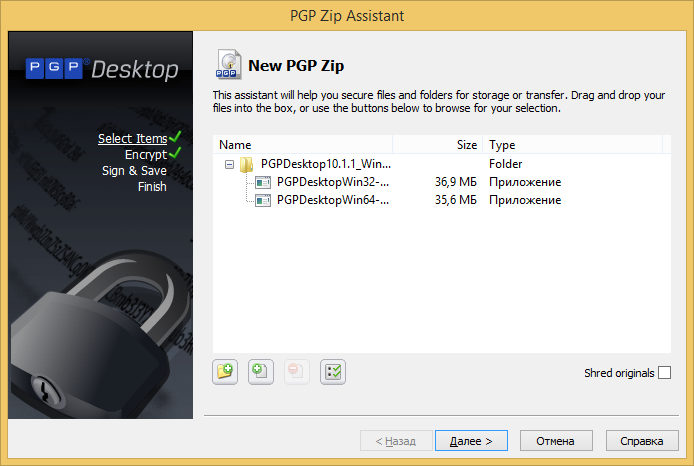 PGP Zip Assistant
PGP Desktop
Select Items
Encrypt
Sign & Save
Finish
PGP
New PGP Zip
This assistant will help you secure files and folders for storage or transfer. Drag and drop your
files into the box, or use the buttons below to browse for your selection.
Name Size Type
PGPDesktop10.1.1_Win... Folder
PGPDesktopWin32-... 36,9 МБ Приложение
PGPDesktopWin64-... 35,6 МБ Приложение
Shred originals
< Назад Далее > Отмена Справка